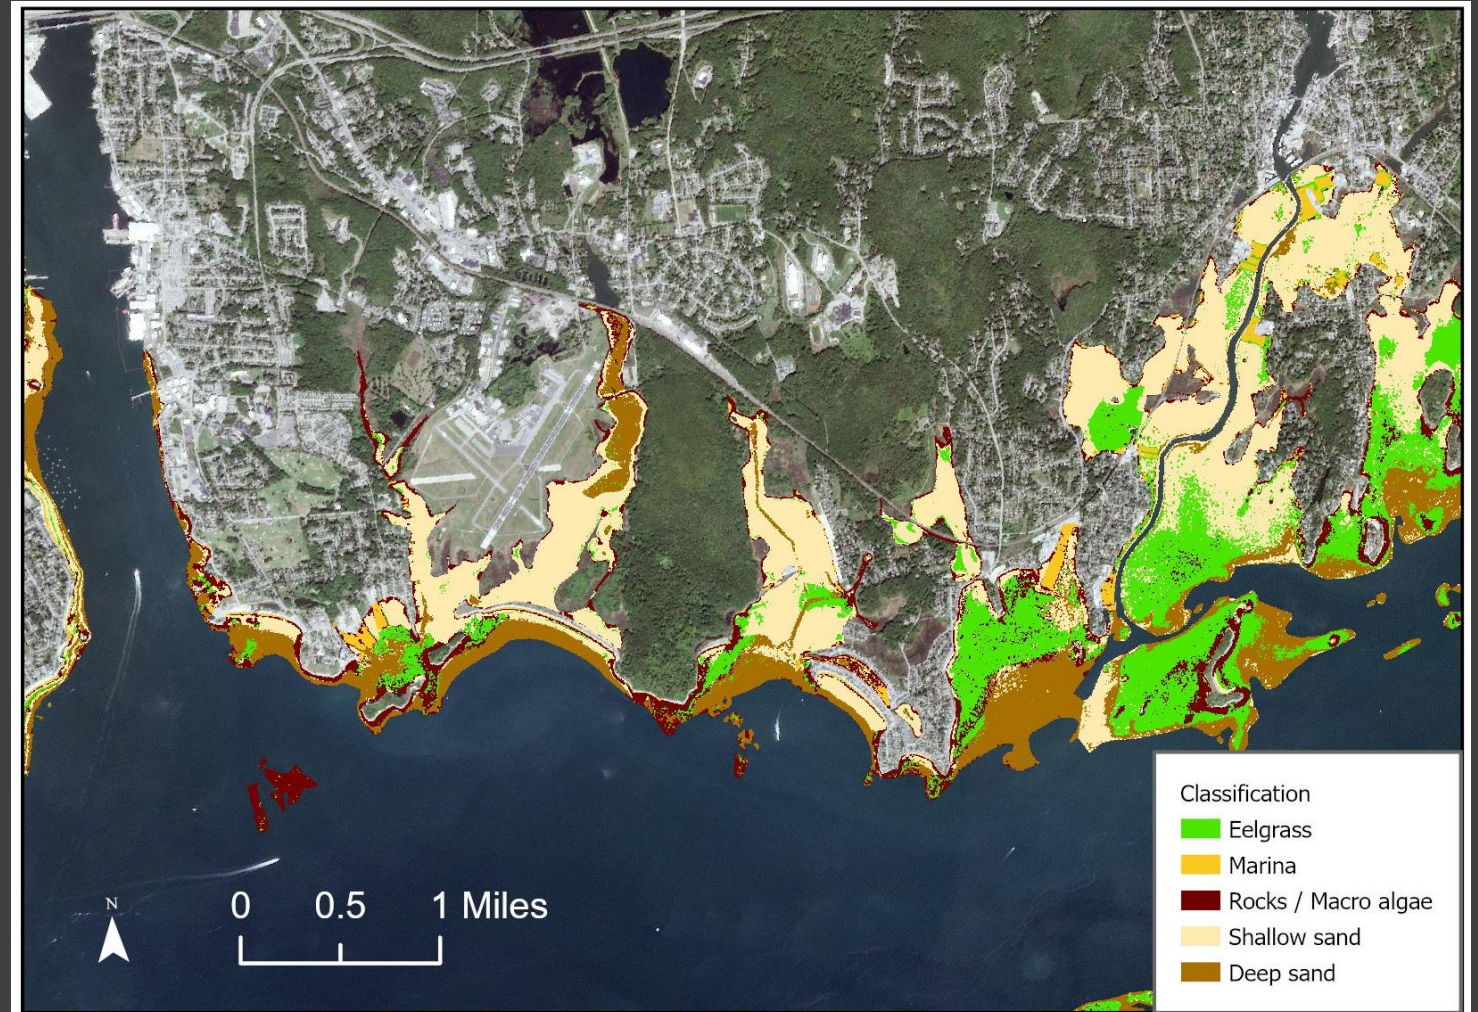 N
0 0.5 1 Miles
Classification
Eelgrass
Marina
Rocks / Macro algae
Shallow sand
Deep sand